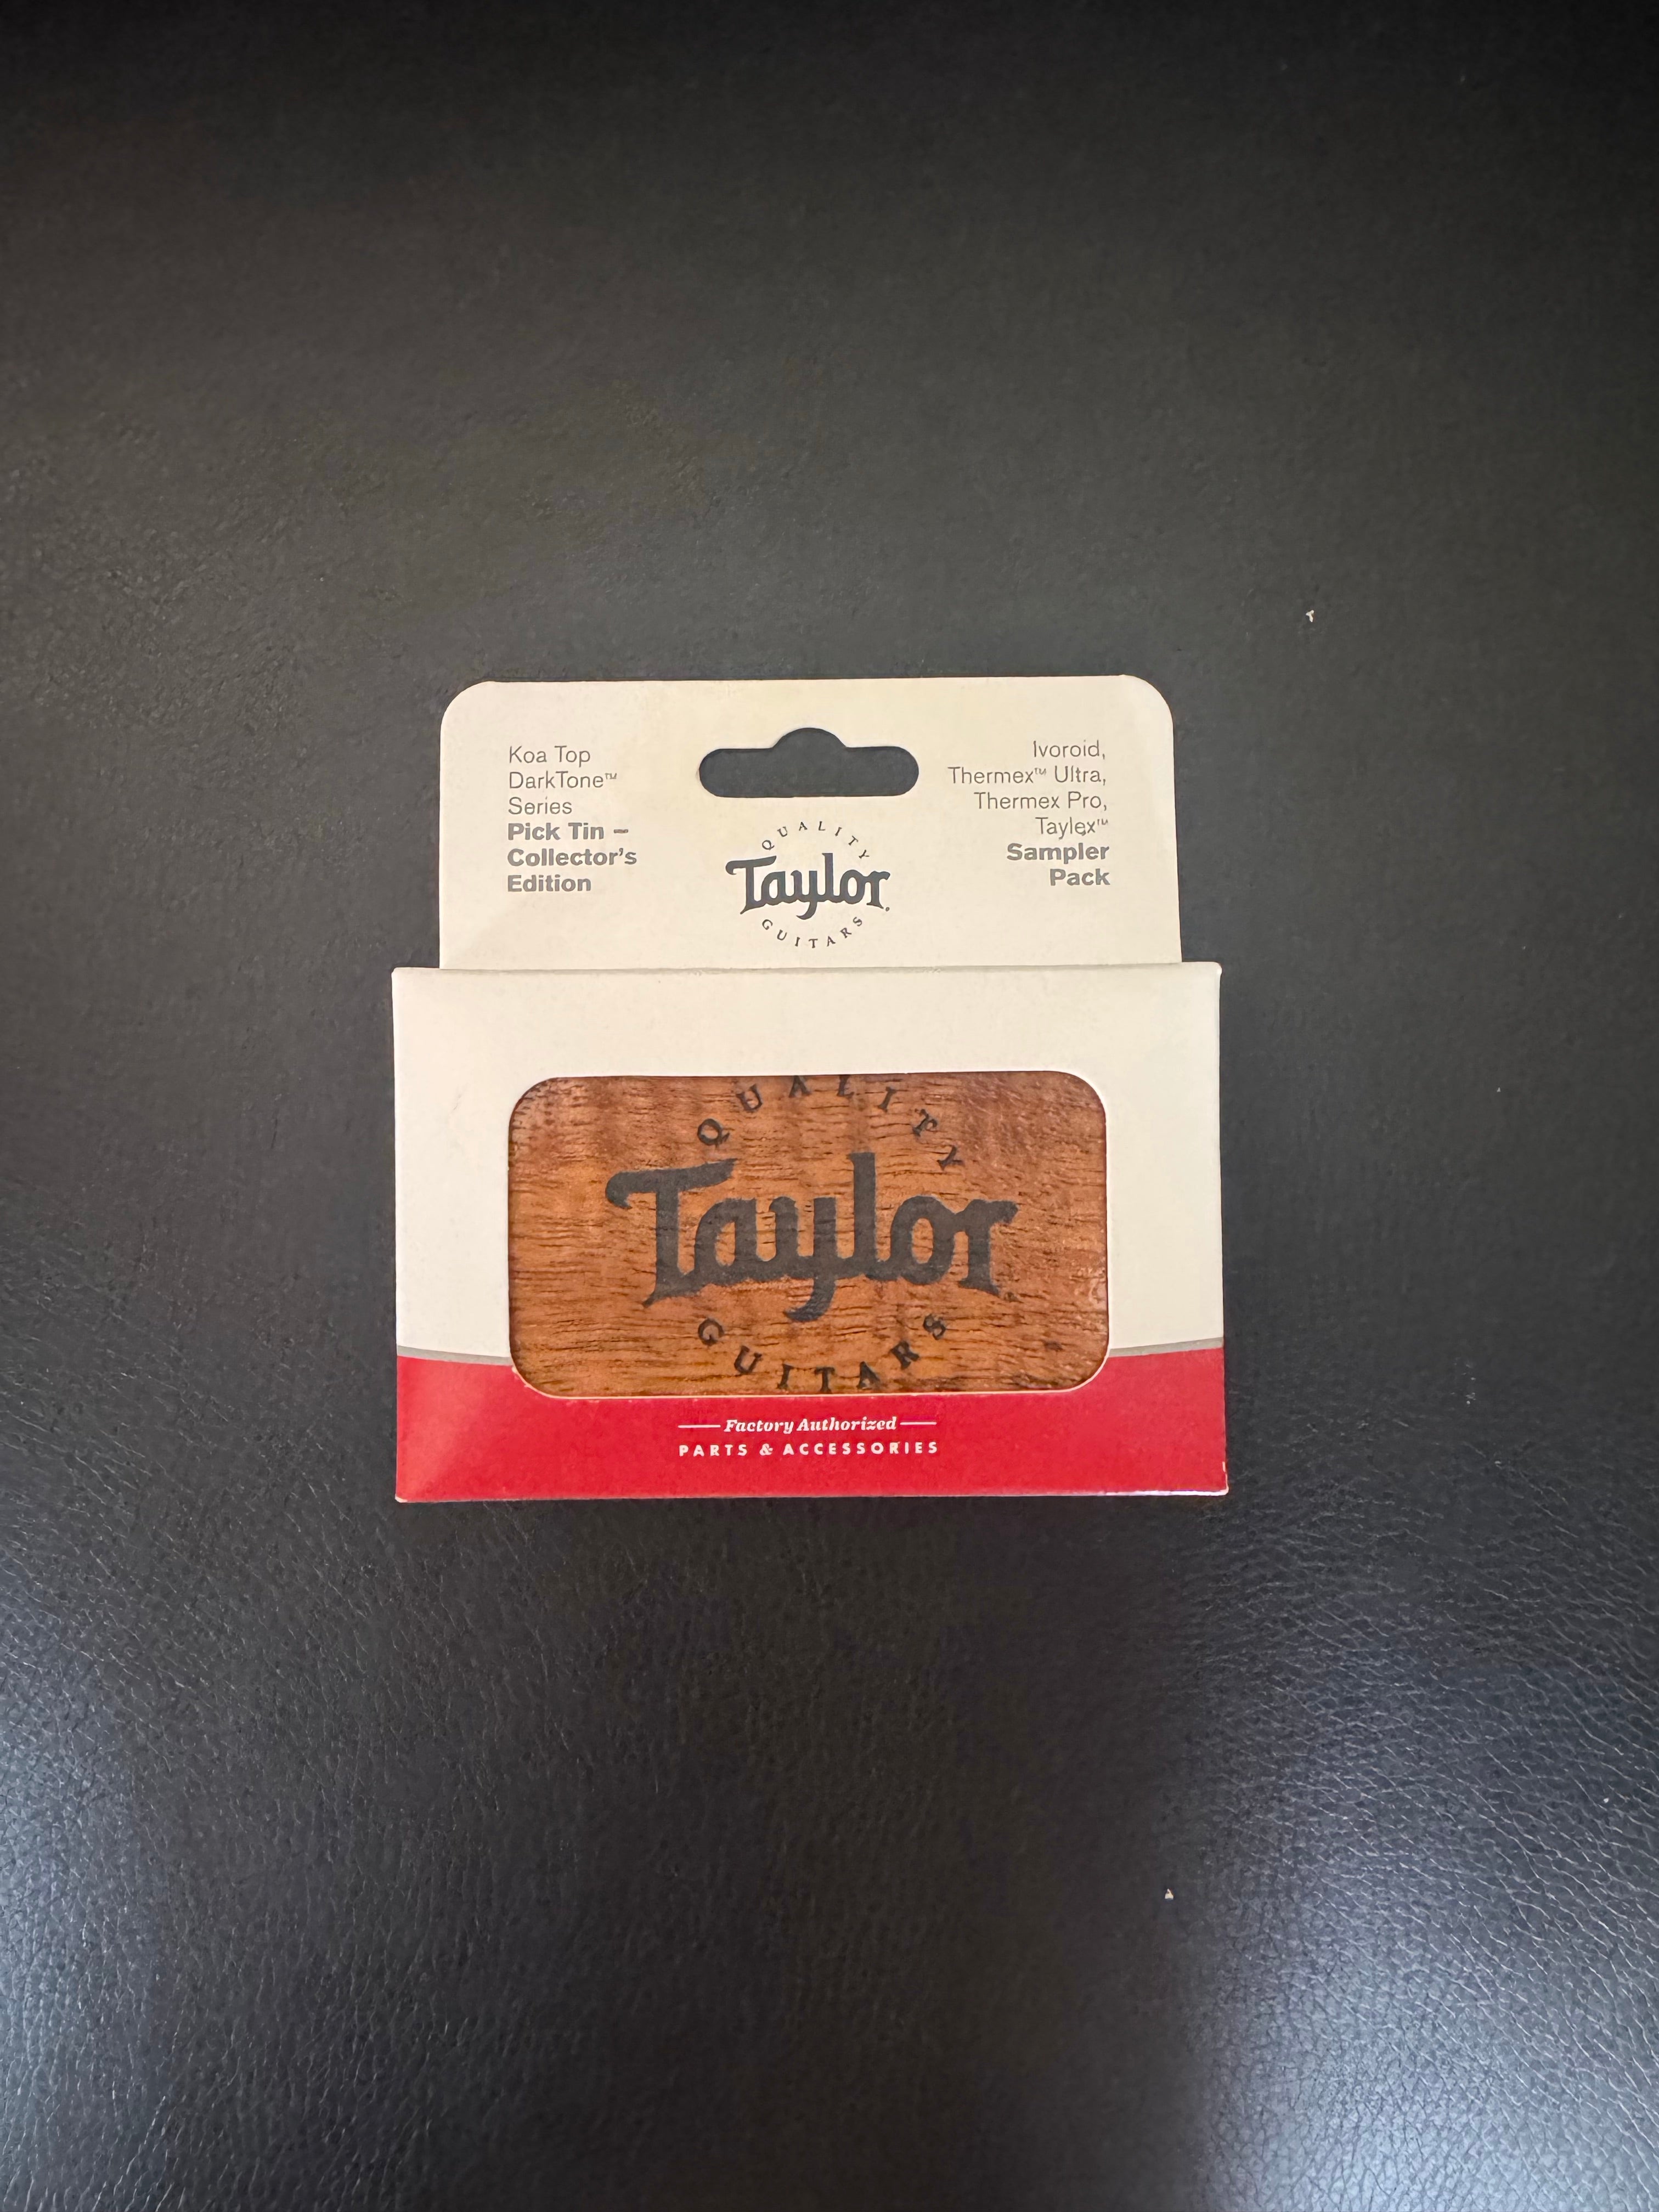 Koa Top
DarkTone™
Series
Pick Tin –
Collector's
Edition
Ivoroid,
Thermex™ Ultra,
Thermex Pro,
Taylex™
Sampler
Pack
QUALITY
Taylor
GUITARS
QUALITY
Taylor
GUITARS
Factory Authorized
PARTS & ACCESSORIES